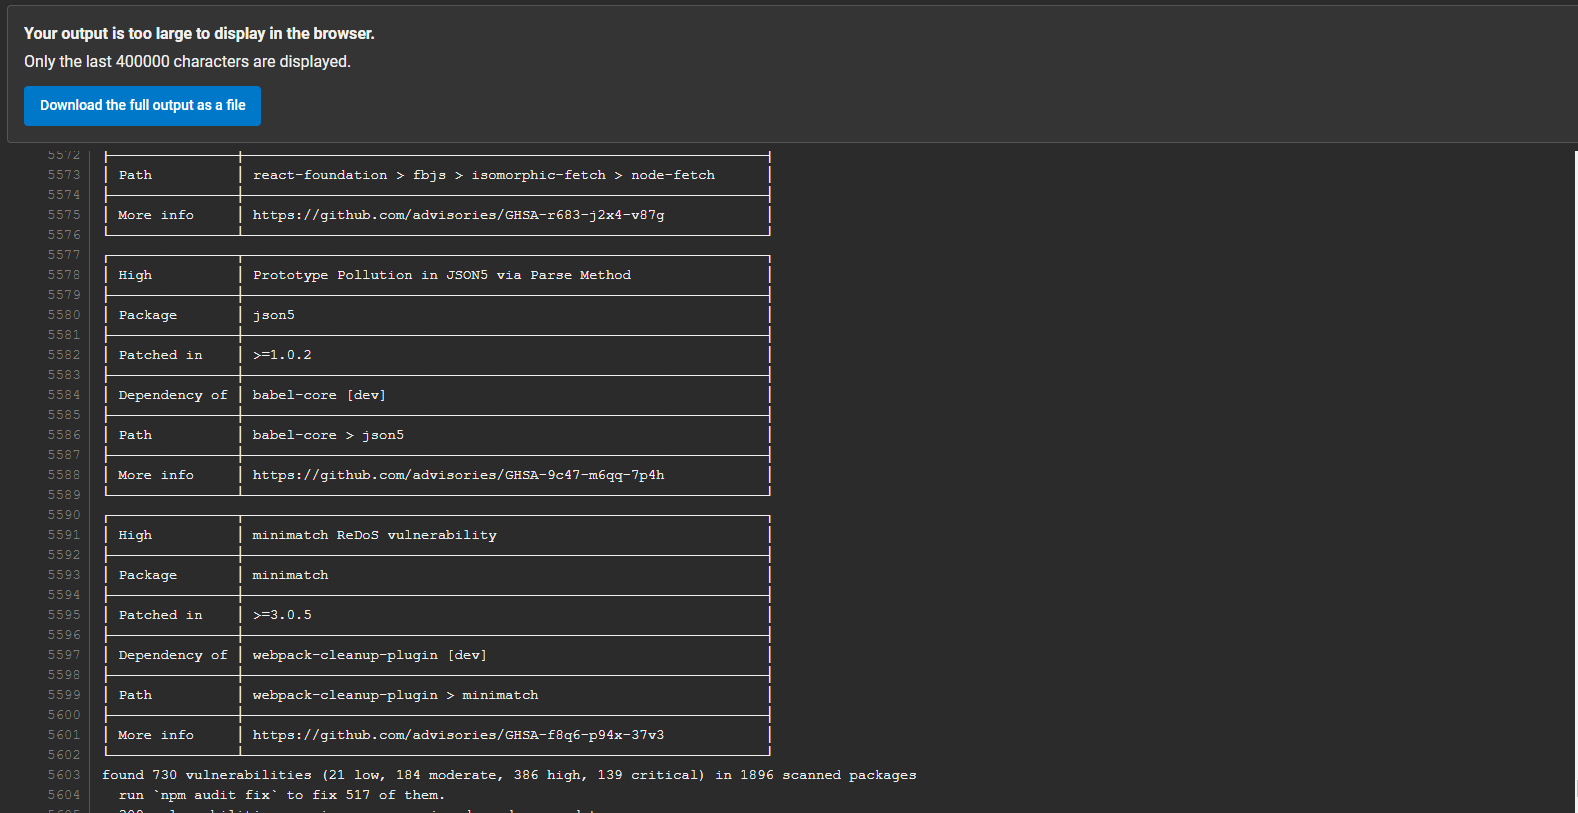 Your output is too large to display in the browser.
Only the last 400000 characters are displayed.
Download the full output as a file
5572
5573 Path react-foundation > fbjs > isomorphic-fetch > node-fetch
5574
5575 More info https://github.com/advisories/GHSA-r683-j2x4-v87g
5576
5577
5578 High Prototype Pollution in JSON5 via Parse Method
5579
5580 Package json5
5581
5582 Patched in >=1.0.2
5583
5584 Dependency of babel-core [dev]
5585
5586 Path babel-core > json5
5587
5588 More info https://github.com/advisories/GHSA-9c47-m6qq-7p4h
5589
5590
5591 High minimatch ReDoS vulnerability
5592
5593 Package minimatch
5594
5595 Patched in >=3.0.5
5596
5597 Dependency of webpack-cleanup-plugin [dev]
5598
5599 Path webpack-cleanup-plugin > minimatch
5600
5601 More info https://github.com/advisories/GHSA-f8q6-p94x-37v3
5602
5603 found 730 vulnerabilities (21 low, 184 moderate, 386 high, 139 critical) in 1896 scanned packages
5604 run `npm audit fix` to fix 517 of them.